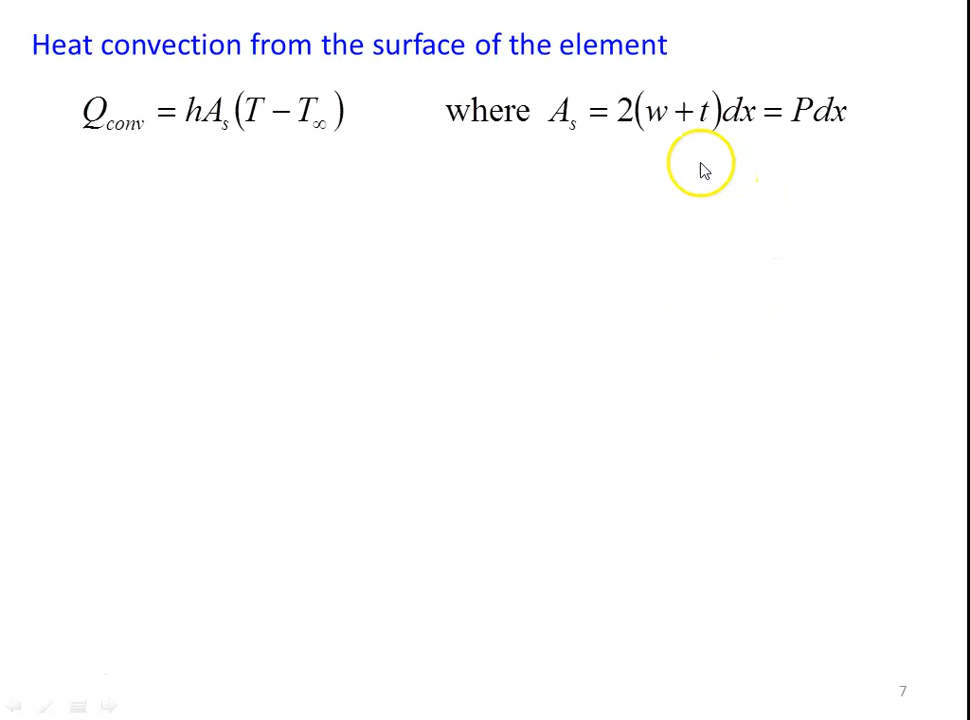 Heat convection from the surface of the element
Q_conv = hA_s(T − T_∞) where A_s = 2(w + t)dx = Pdx
7